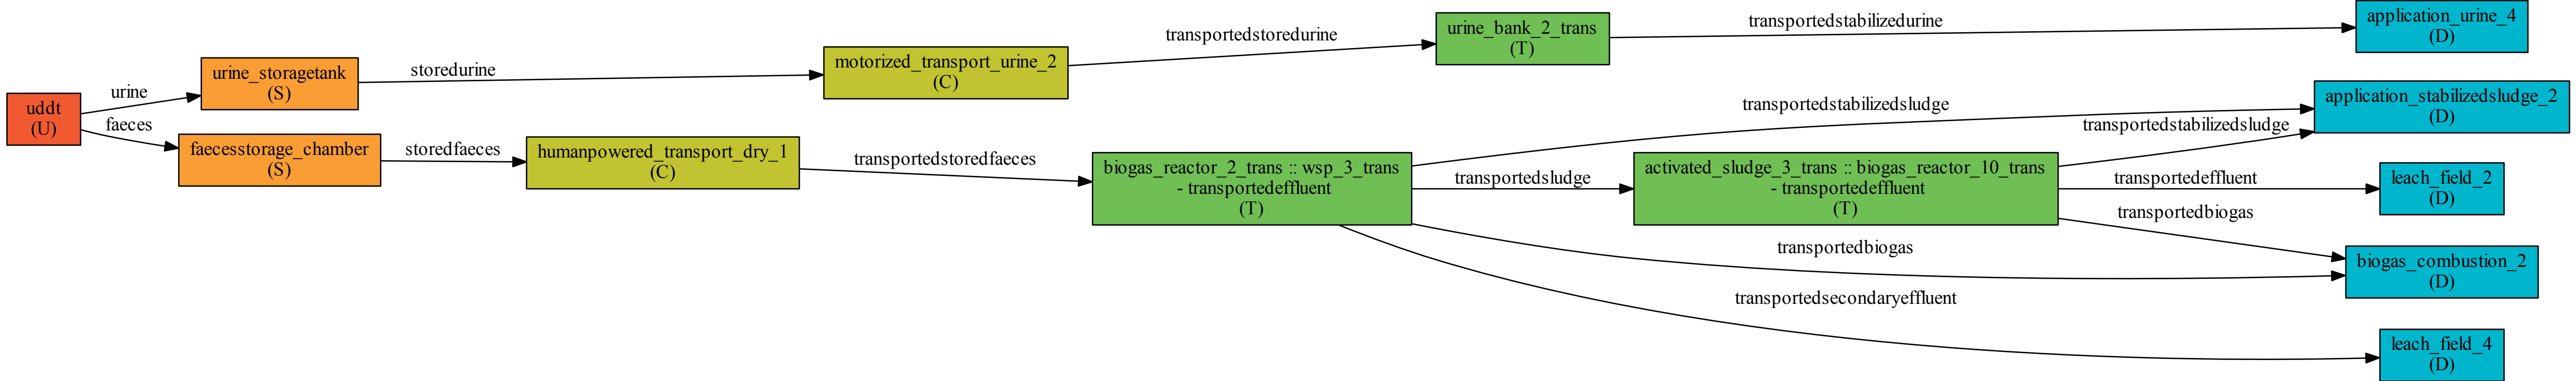 uddt
(U)
urine
faeces
urine_storagetank
(S)
faecesstorage_chamber
(S)
storedurine
storedfaeces
motorized_transport_urine_2
(C)
humanpowered_transport_dry_1
(C)
transportedstoredurine
transportedstoredfaeces
urine_bank_2_trans
(T)
biogas_reactor_2_trans :: wsp_3_trans
- transportedeffluent
(T)
transportedstabilizedurine
transportedstabilizedsludge
transportedsludge
activated_sludge_3_trans :: biogas_reactor_10_trans
- transportedeffluent
(T)
transportedstabilizedsludge
transportedeffluent
transportedbiogas
transportedbiogas
transportedsecondaryeffluent
application_urine_4
(D)
application_stabilizedsludge_2
(D)
leach_field_2
(D)
biogas_combustion_2
(D)
leach_field_4
(D)